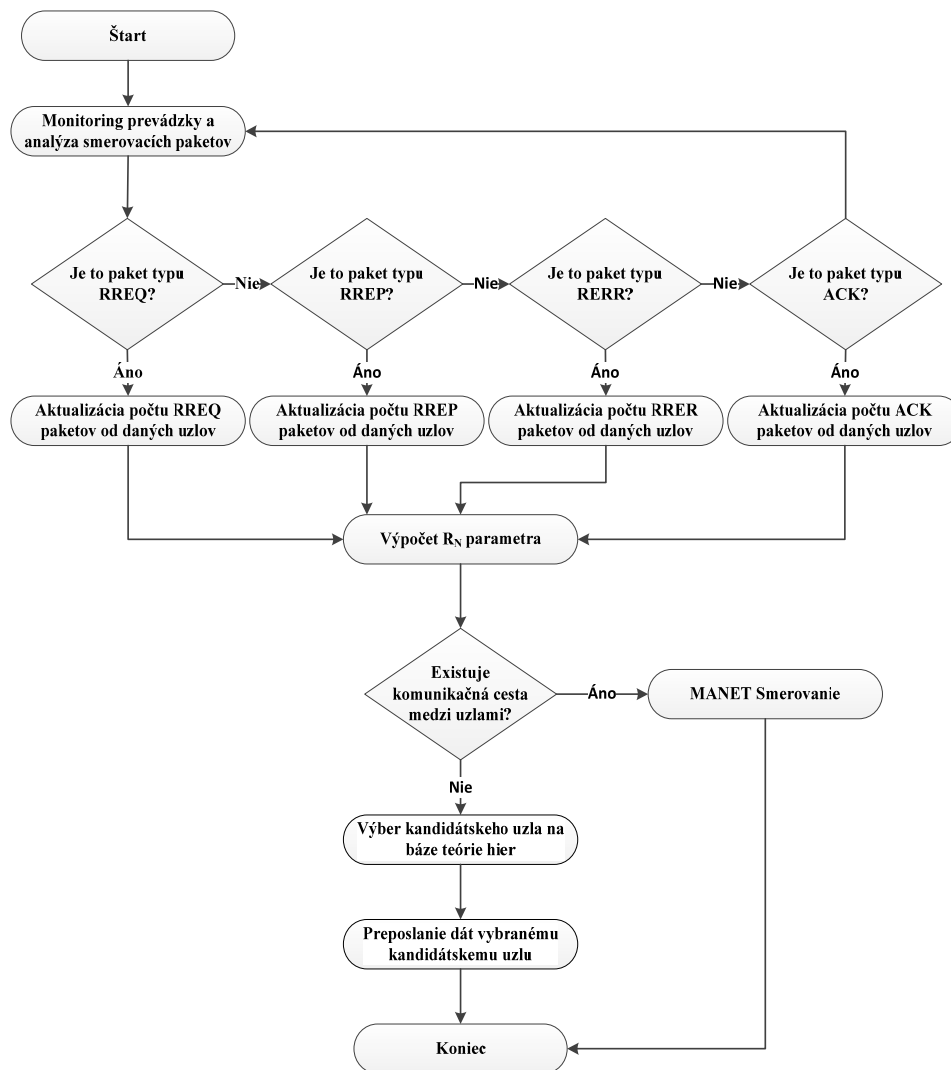 Štart
Monitoring prevádzky a
analýza smerovacích paketov
Je to paket typu
RREQ?
Nie
Je to paket typu
RREP?
Nie
Je to paket typu
RERR?
Nie
Je to paket typu
ACK?
Áno
Áno
Áno
Áno
Aktualizácia počtu RREQ
paketov od daných uzlov
Aktualizácia počtu RREP
paketov od daných uzlov
Aktualizácia počtu RRER
paketov od daných uzlov
Aktualizácia počtu ACK
paketov od daných uzlov
Výpočet R_N parametra
Existuje
komunikačná cesta
medzi uzlami?
Áno
MANET Smerovanie
Nie
Výber kandidátskeho uzla na
báze teórie hier
Preposlanie dát vybranému
kandidátskemu uzlu
Koniec